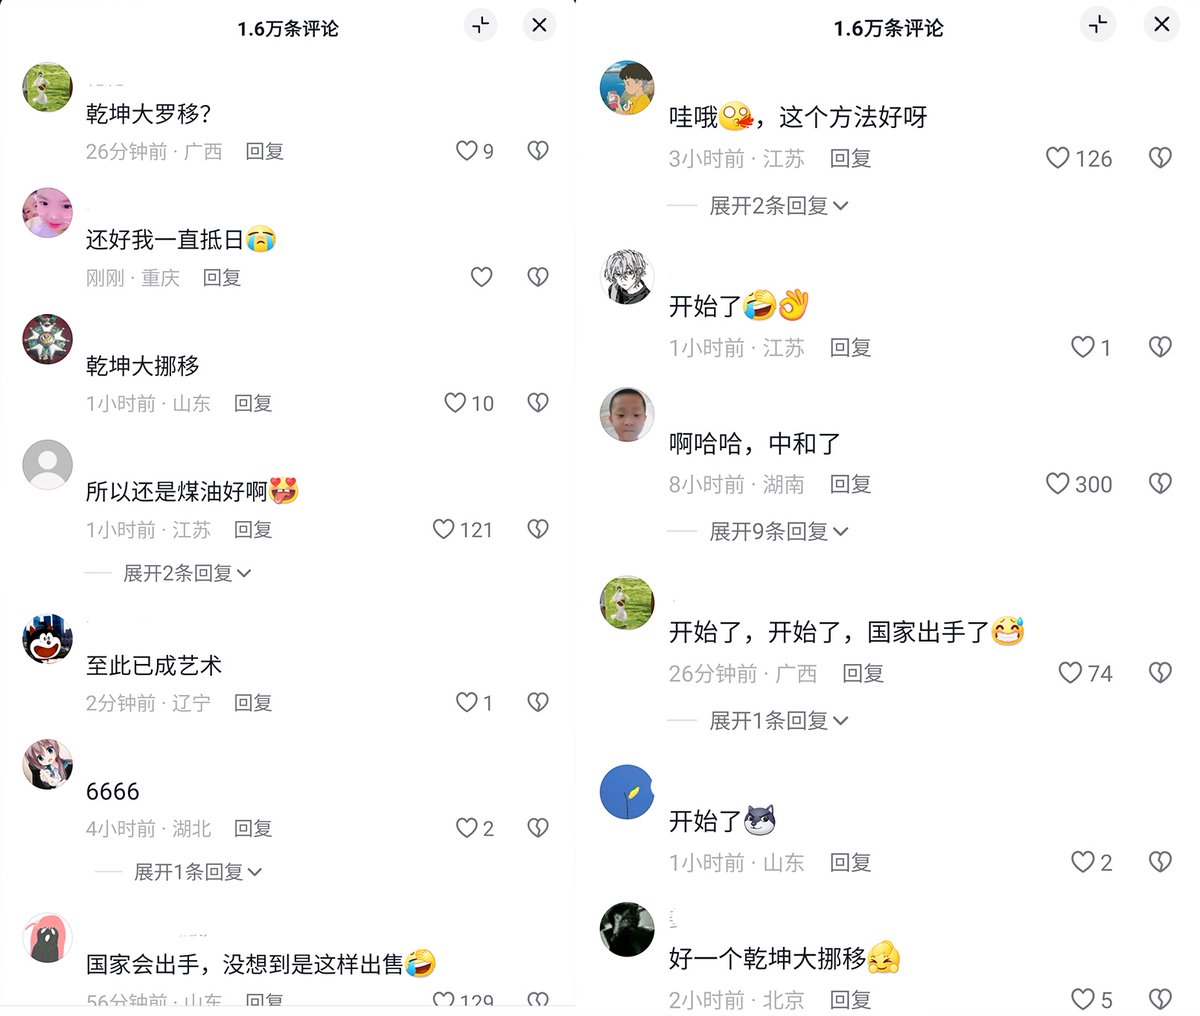 1.6万条评论
乾坤大罗移？
26分钟前 · 广西 回复 9
还好我一直抵日😭
刚刚 · 重庆 回复
乾坤大挪移
1小时前 · 山东 回复 10
所以还是煤油好啊😍
1小时前 · 江苏 回复 121
展开2条回复
至此已成艺术
2分钟前 · 辽宁 回复 1
6666
4小时前 · 湖北 回复 2
展开1条回复
国家会出手，没想到是这样出售🤣
56分钟前 · 山东 回复 129
1.6万条评论
哇哦，这个方法好呀
3小时前 · 江苏 回复 126
展开2条回复
开始了🤣👌
1小时前 · 江苏 回复 1
啊哈哈，中和了
8小时前 · 湖南 回复 300
展开9条回复
开始了，开始了，国家出手了😅
26分钟前 · 广西 回复 74
展开1条回复
开始了
1小时前 · 山东 回复 2
好一个乾坤大挪移
2小时前 · 北京 回复 5